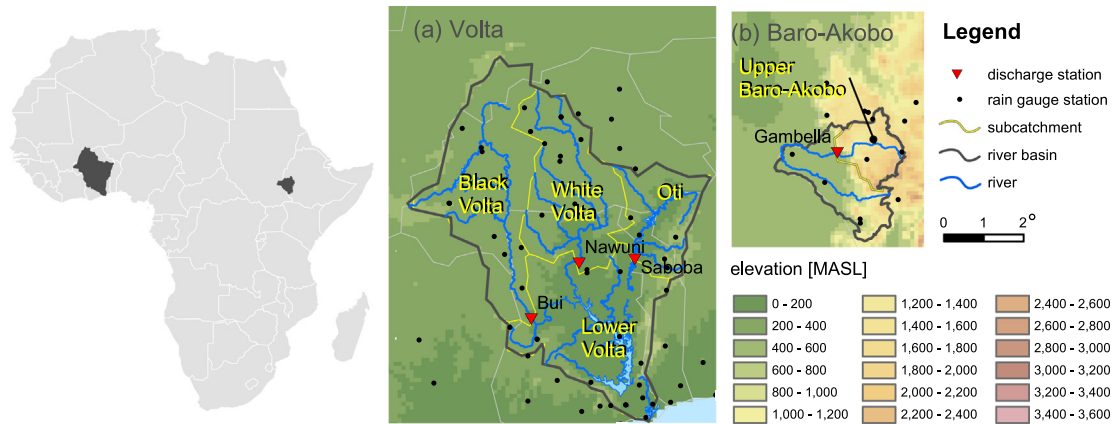 (a) Volta
Black
Volta
White
Volta
Oti
Nawuni
Saboba
Bui
Lower
Volta
(b) Baro-Akobo
Upper
Baro-Akobo
Gambella
Legend
discharge station
rain gauge station
subcatchment
river basin
river
0 1 2°
elevation [MASL]
0 - 200
200 - 400
400 - 600
600 - 800
800 - 1,000
1,000 - 1,200
1,200 - 1,400
1,400 - 1,600
1,600 - 1,800
1,800 - 2,000
2,000 - 2,200
2,200 - 2,400
2,400 - 2,600
2,600 - 2,800
2,800 - 3,000
3,000 - 3,200
3,200 - 3,400
3,400 - 3,600